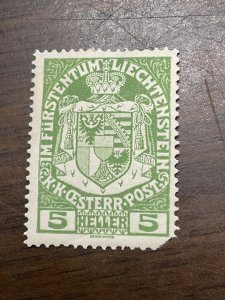 IM FÜRSTENTUM LIECHTENSTEIN
K.K. ŒSTERR. POST.
5 HELLER 5